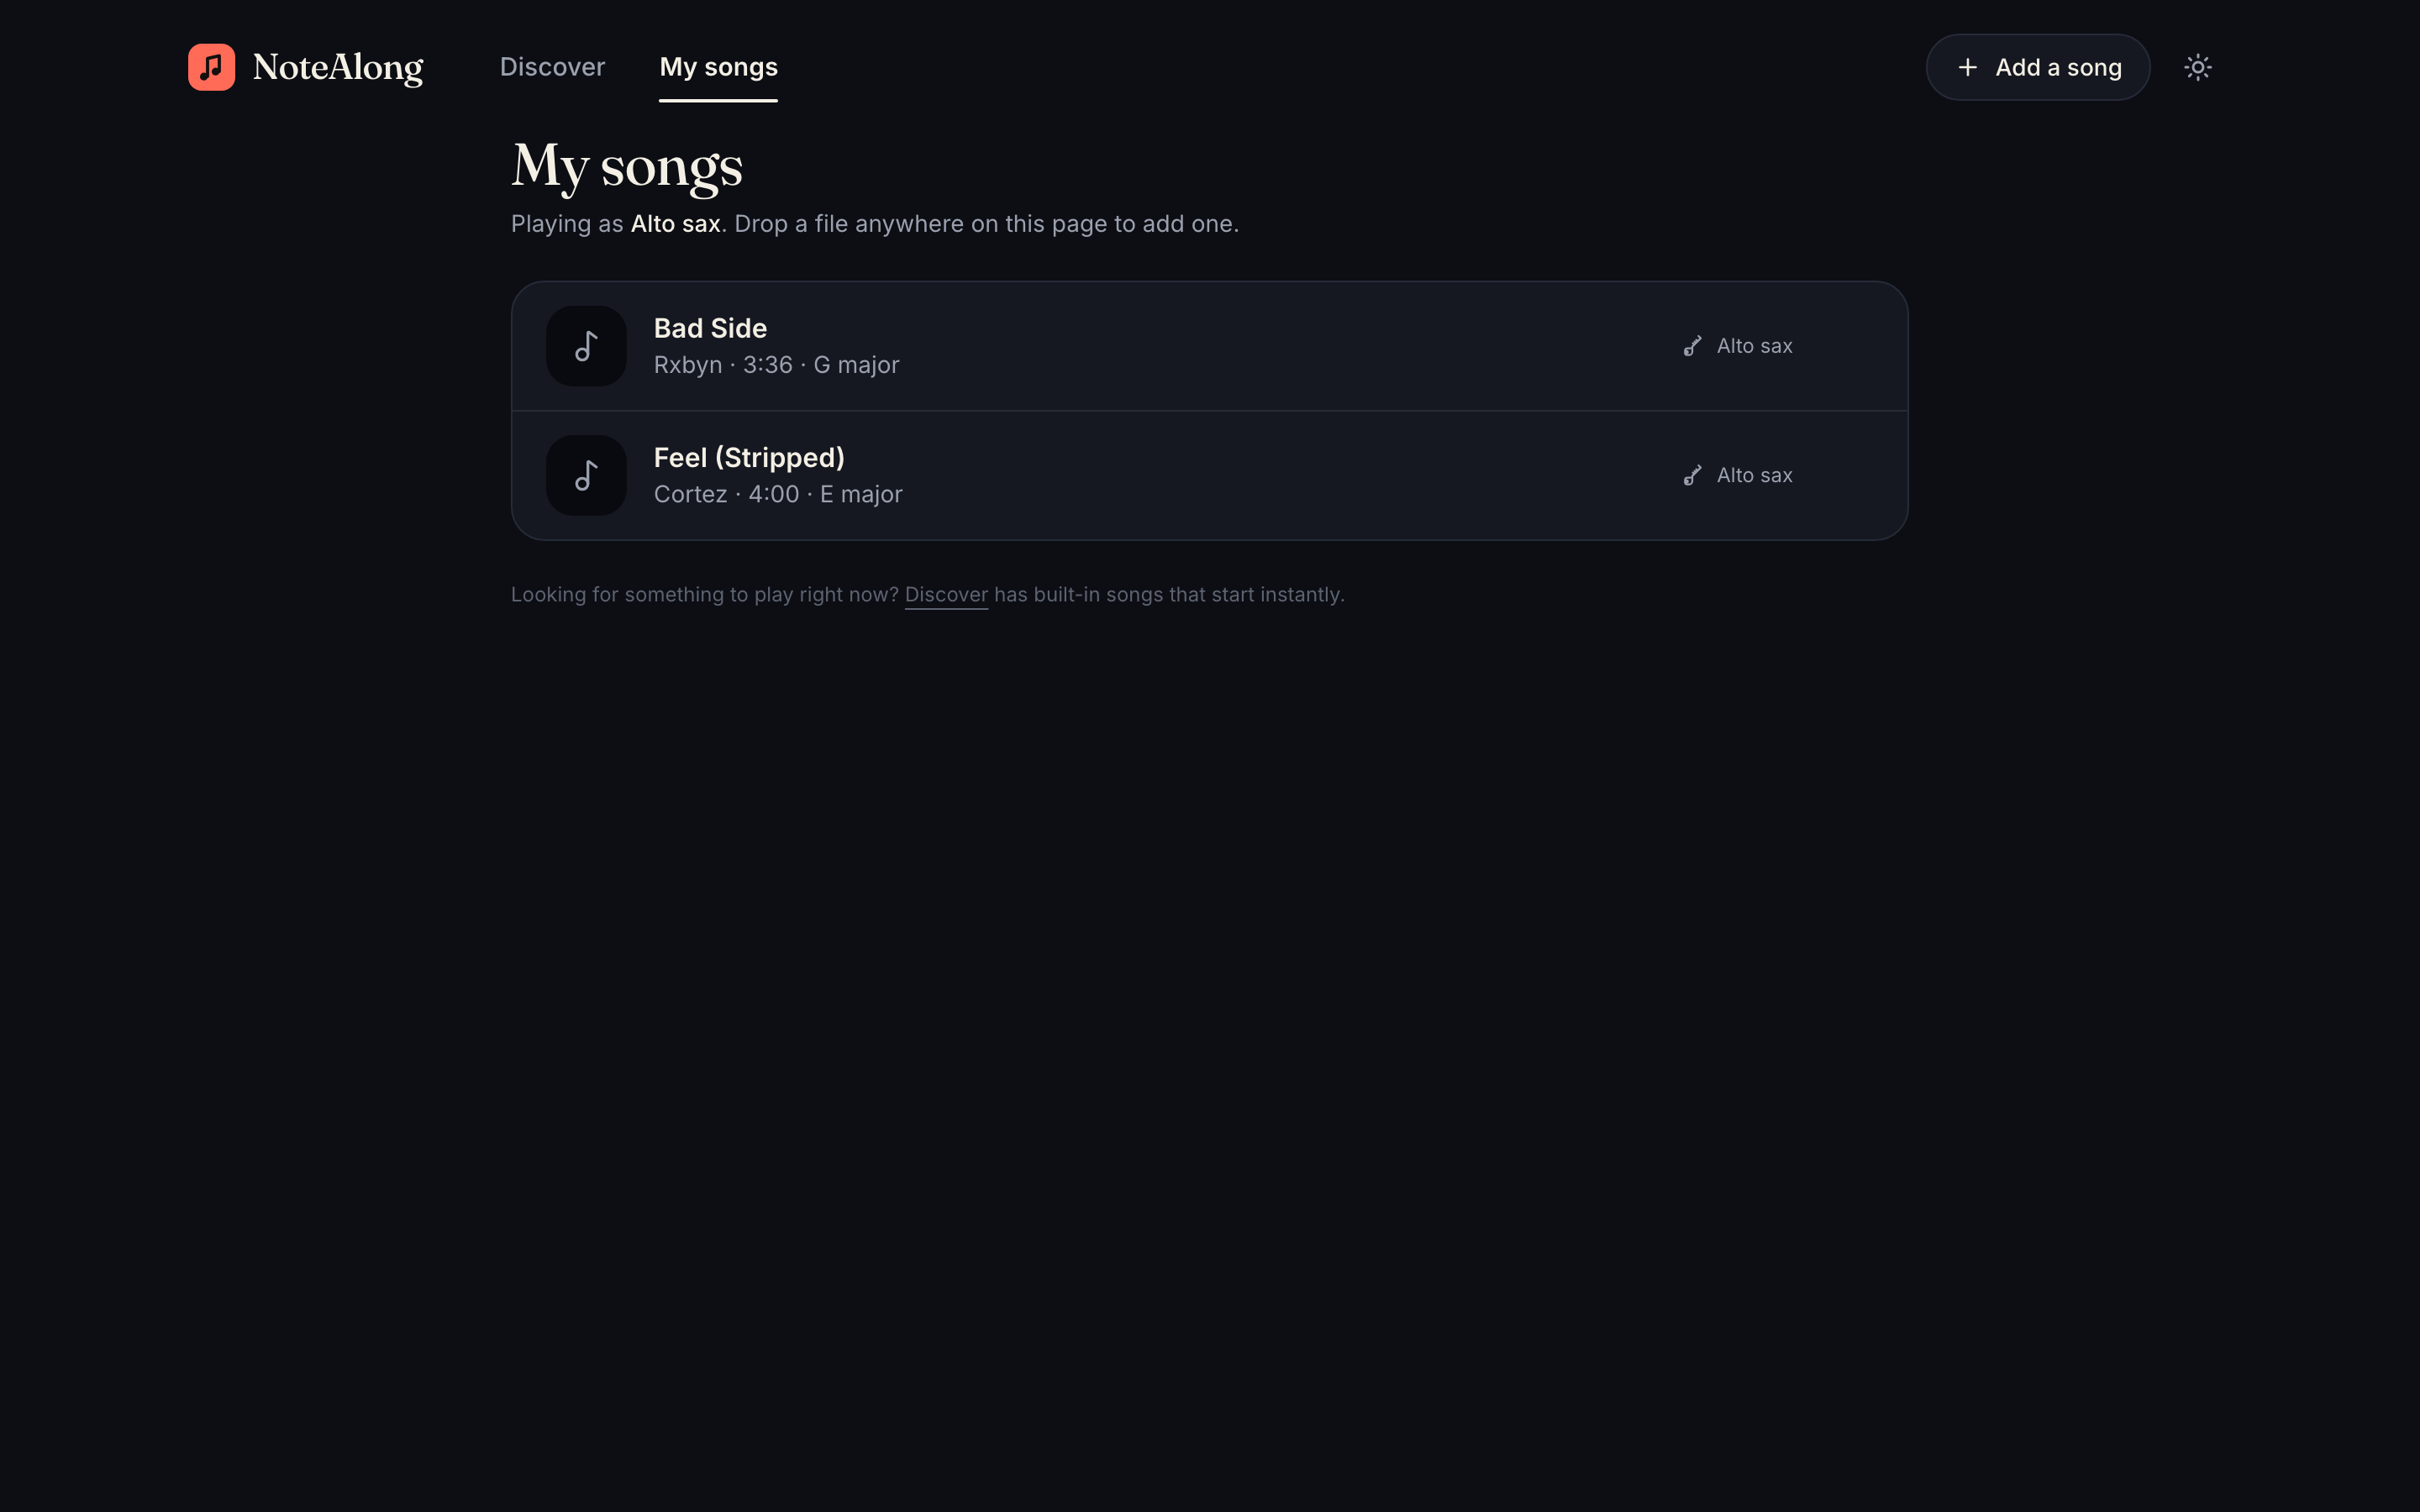 NoteAlong
Discover
My songs
Add a song
My songs
Playing as Alto sax. Drop a file anywhere on this page to add one.
Bad Side
Rxbyn · 3:36 · G major
Alto sax
Feel (Stripped)
Cortez · 4:00 · E major
Alto sax
Looking for something to play right now? Discover has built-in songs that start instantly.